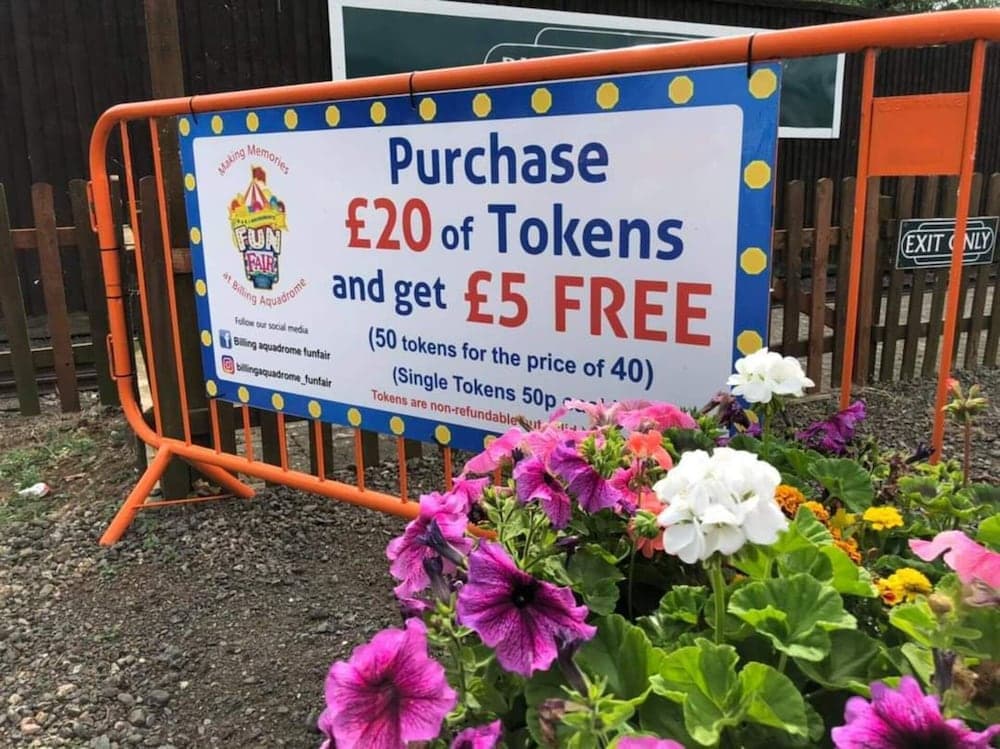 Making Memories
FUN
FAIR
at Billing Aquadrome
Follow our social media
Billing aquadrome funfair
billingaquadrome_funfair
Purchase
£20 of Tokens
and get £5 FREE
(50 tokens for the price of 40)
(Single Tokens 50p
Tokens are non-refundable
EXIT ONLY